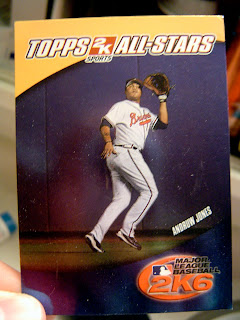 TOPPS 2K ALL-STARS
SPORTS
Braves
ANDRUW JONES
MAJOR
LEAGUE
BASEBALL
2K6